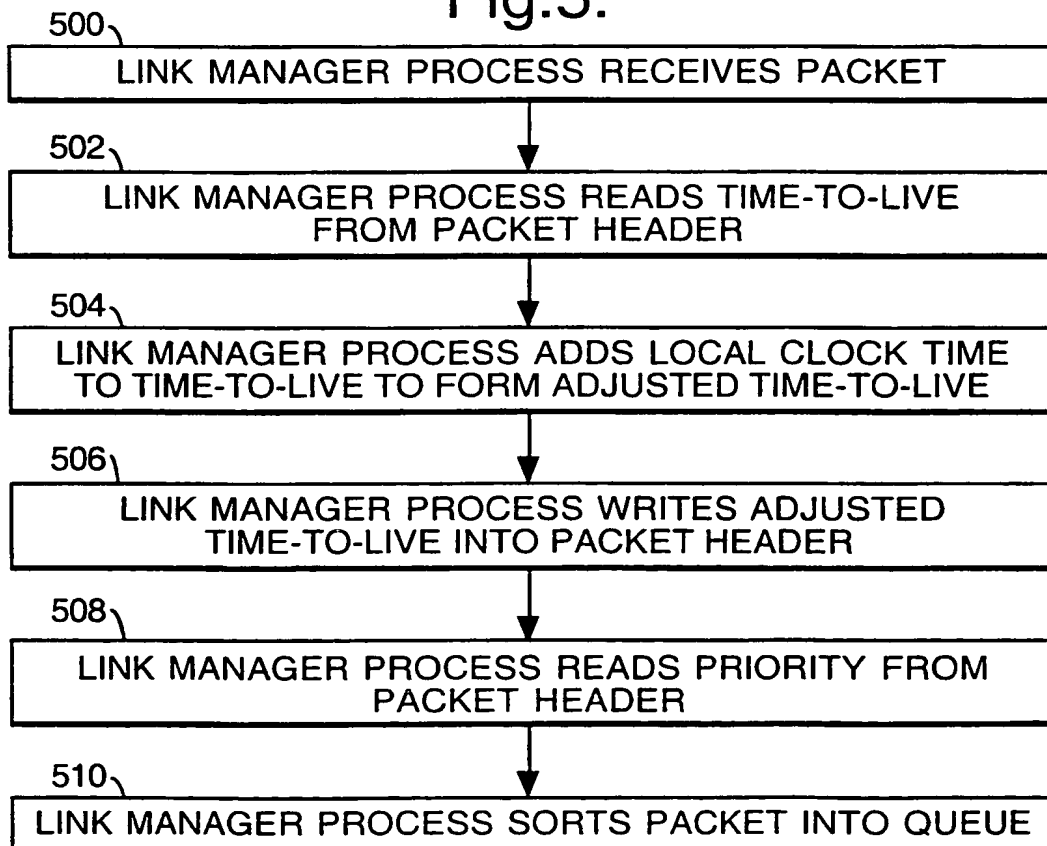 Fig.5.
500
LINK MANAGER PROCESS RECEIVES PACKET
502
LINK MANAGER PROCESS READS TIME-TO-LIVE
FROM PACKET HEADER
504
LINK MANAGER PROCESS ADDS LOCAL CLOCK TIME
TO TIME-TO-LIVE TO FORM ADJUSTED TIME-TO-LIVE
506
LINK MANAGER PROCESS WRITES ADJUSTED
TIME-TO-LIVE INTO PACKET HEADER
508
LINK MANAGER PROCESS READS PRIORITY FROM
PACKET HEADER
510
LINK MANAGER PROCESS SORTS PACKET INTO QUEUE